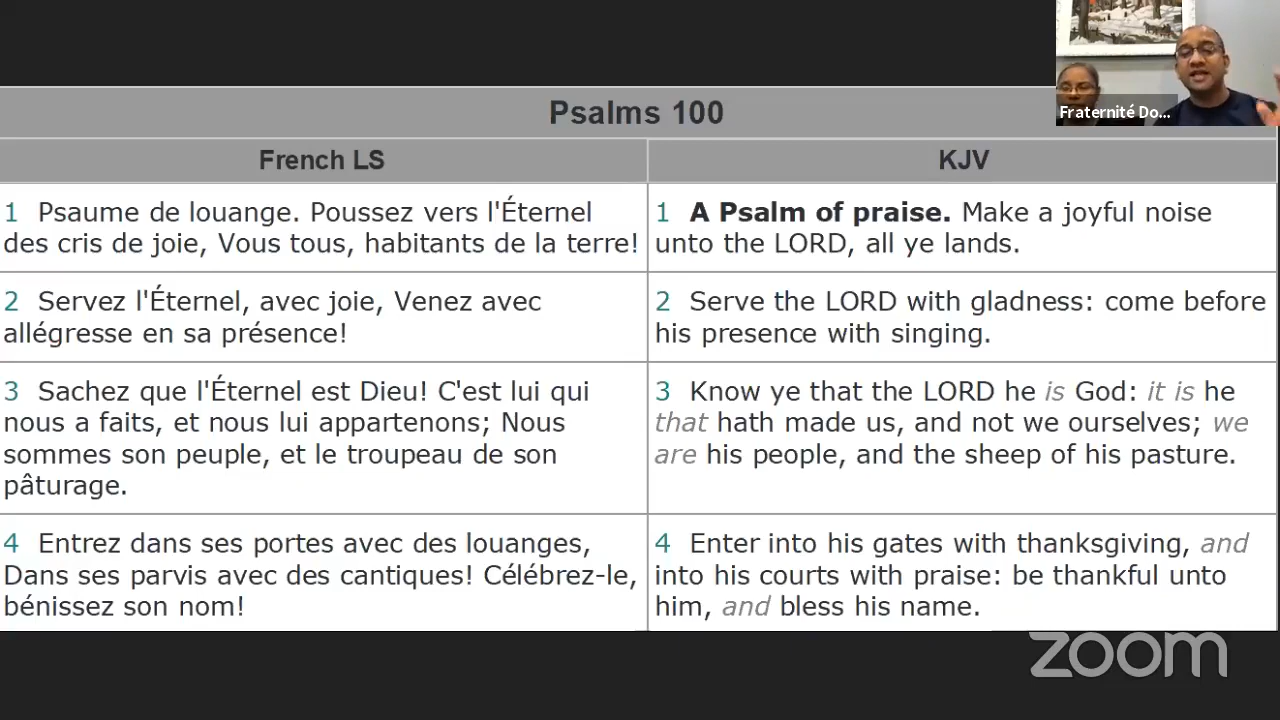 Fraternité Do...
Psalms 100
French LS
KJV
1 Psaume de louange. Poussez vers l'Éternel
des cris de joie, Vous tous, habitants de la terre!
1 A Psalm of praise. Make a joyful noise
unto the LORD, all ye lands.
2 Servez l'Éternel, avec joie, Venez avec
allégresse en sa présence!
2 Serve the LORD with gladness: come before
his presence with singing.
3 Sachez que l'Éternel est Dieu! C'est lui qui
nous a faits, et nous lui appartenons; Nous
sommes son peuple, et le troupeau de son
pâturage.
3 Know ye that the LORD he is God: it is he
that hath made us, and not we ourselves; we
are his people, and the sheep of his pasture.
4 Entrez dans ses portes avec des louanges,
Dans ses parvis avec des cantiques! Célébrez-le,
bénissez son nom!
4 Enter into his gates with thanksgiving, and
into his courts with praise: be thankful unto
him, and bless his name.
zoom